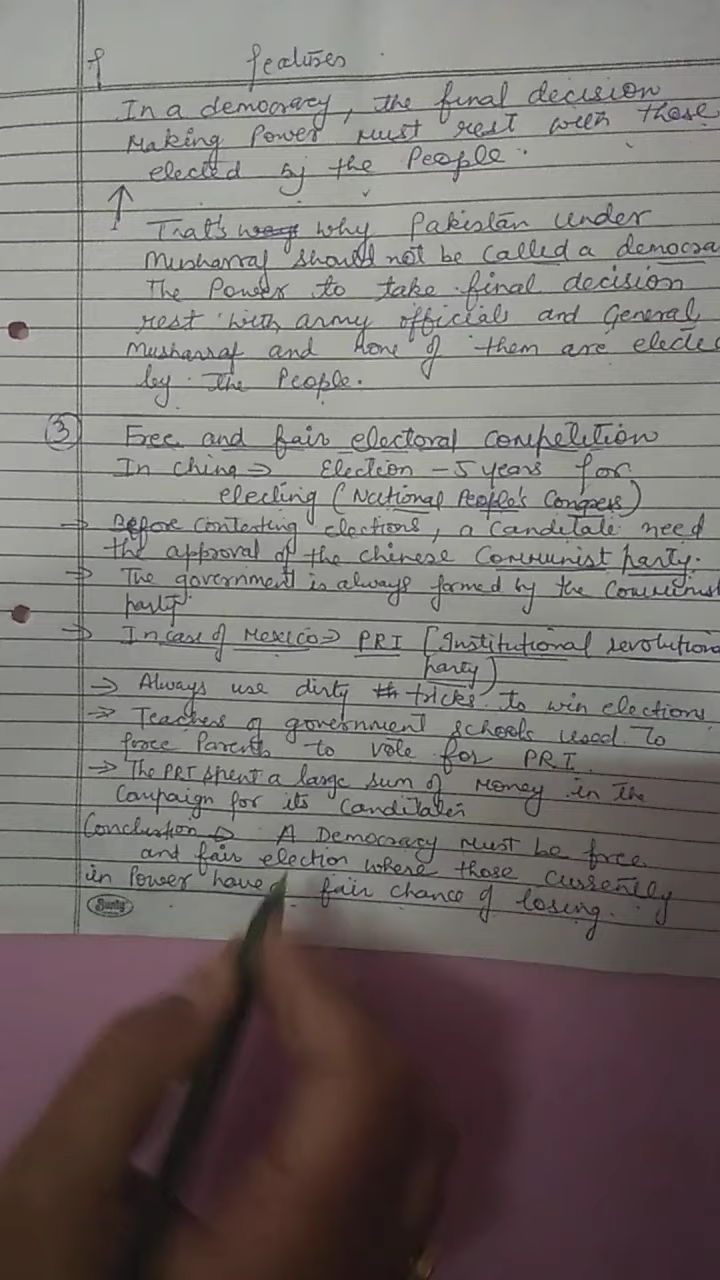 features
In a democracy, the final decision
Making Power must rest with those
elected by the People.
That's why Pakistan under
Musharraf should not be called a democra
The Power to take final decision
rest with army officials and General
Musharraf and None of them are electe
by The People.
③ Free and fair electoral competition
In China ⇒ Election – 5 years for
electing (National People's Congress)
→ Before Contesting elections, a Canditate need
the approval of the Chinese Communist party.
→ The government is always formed by the Communist
party.
→ In case of Mexico ⇒ PRI [Institutional revolutiona
party)
→ Always use dirty tricks to win elections
→ Teachers of government schools used to
force Parents to vote for PRI.
→ The PRI spent a large sum of money in the
Campaign for its Canditates
Conclusion → A Democracy must be free
and fair election where those currently
in Power have a fair chance of losing.